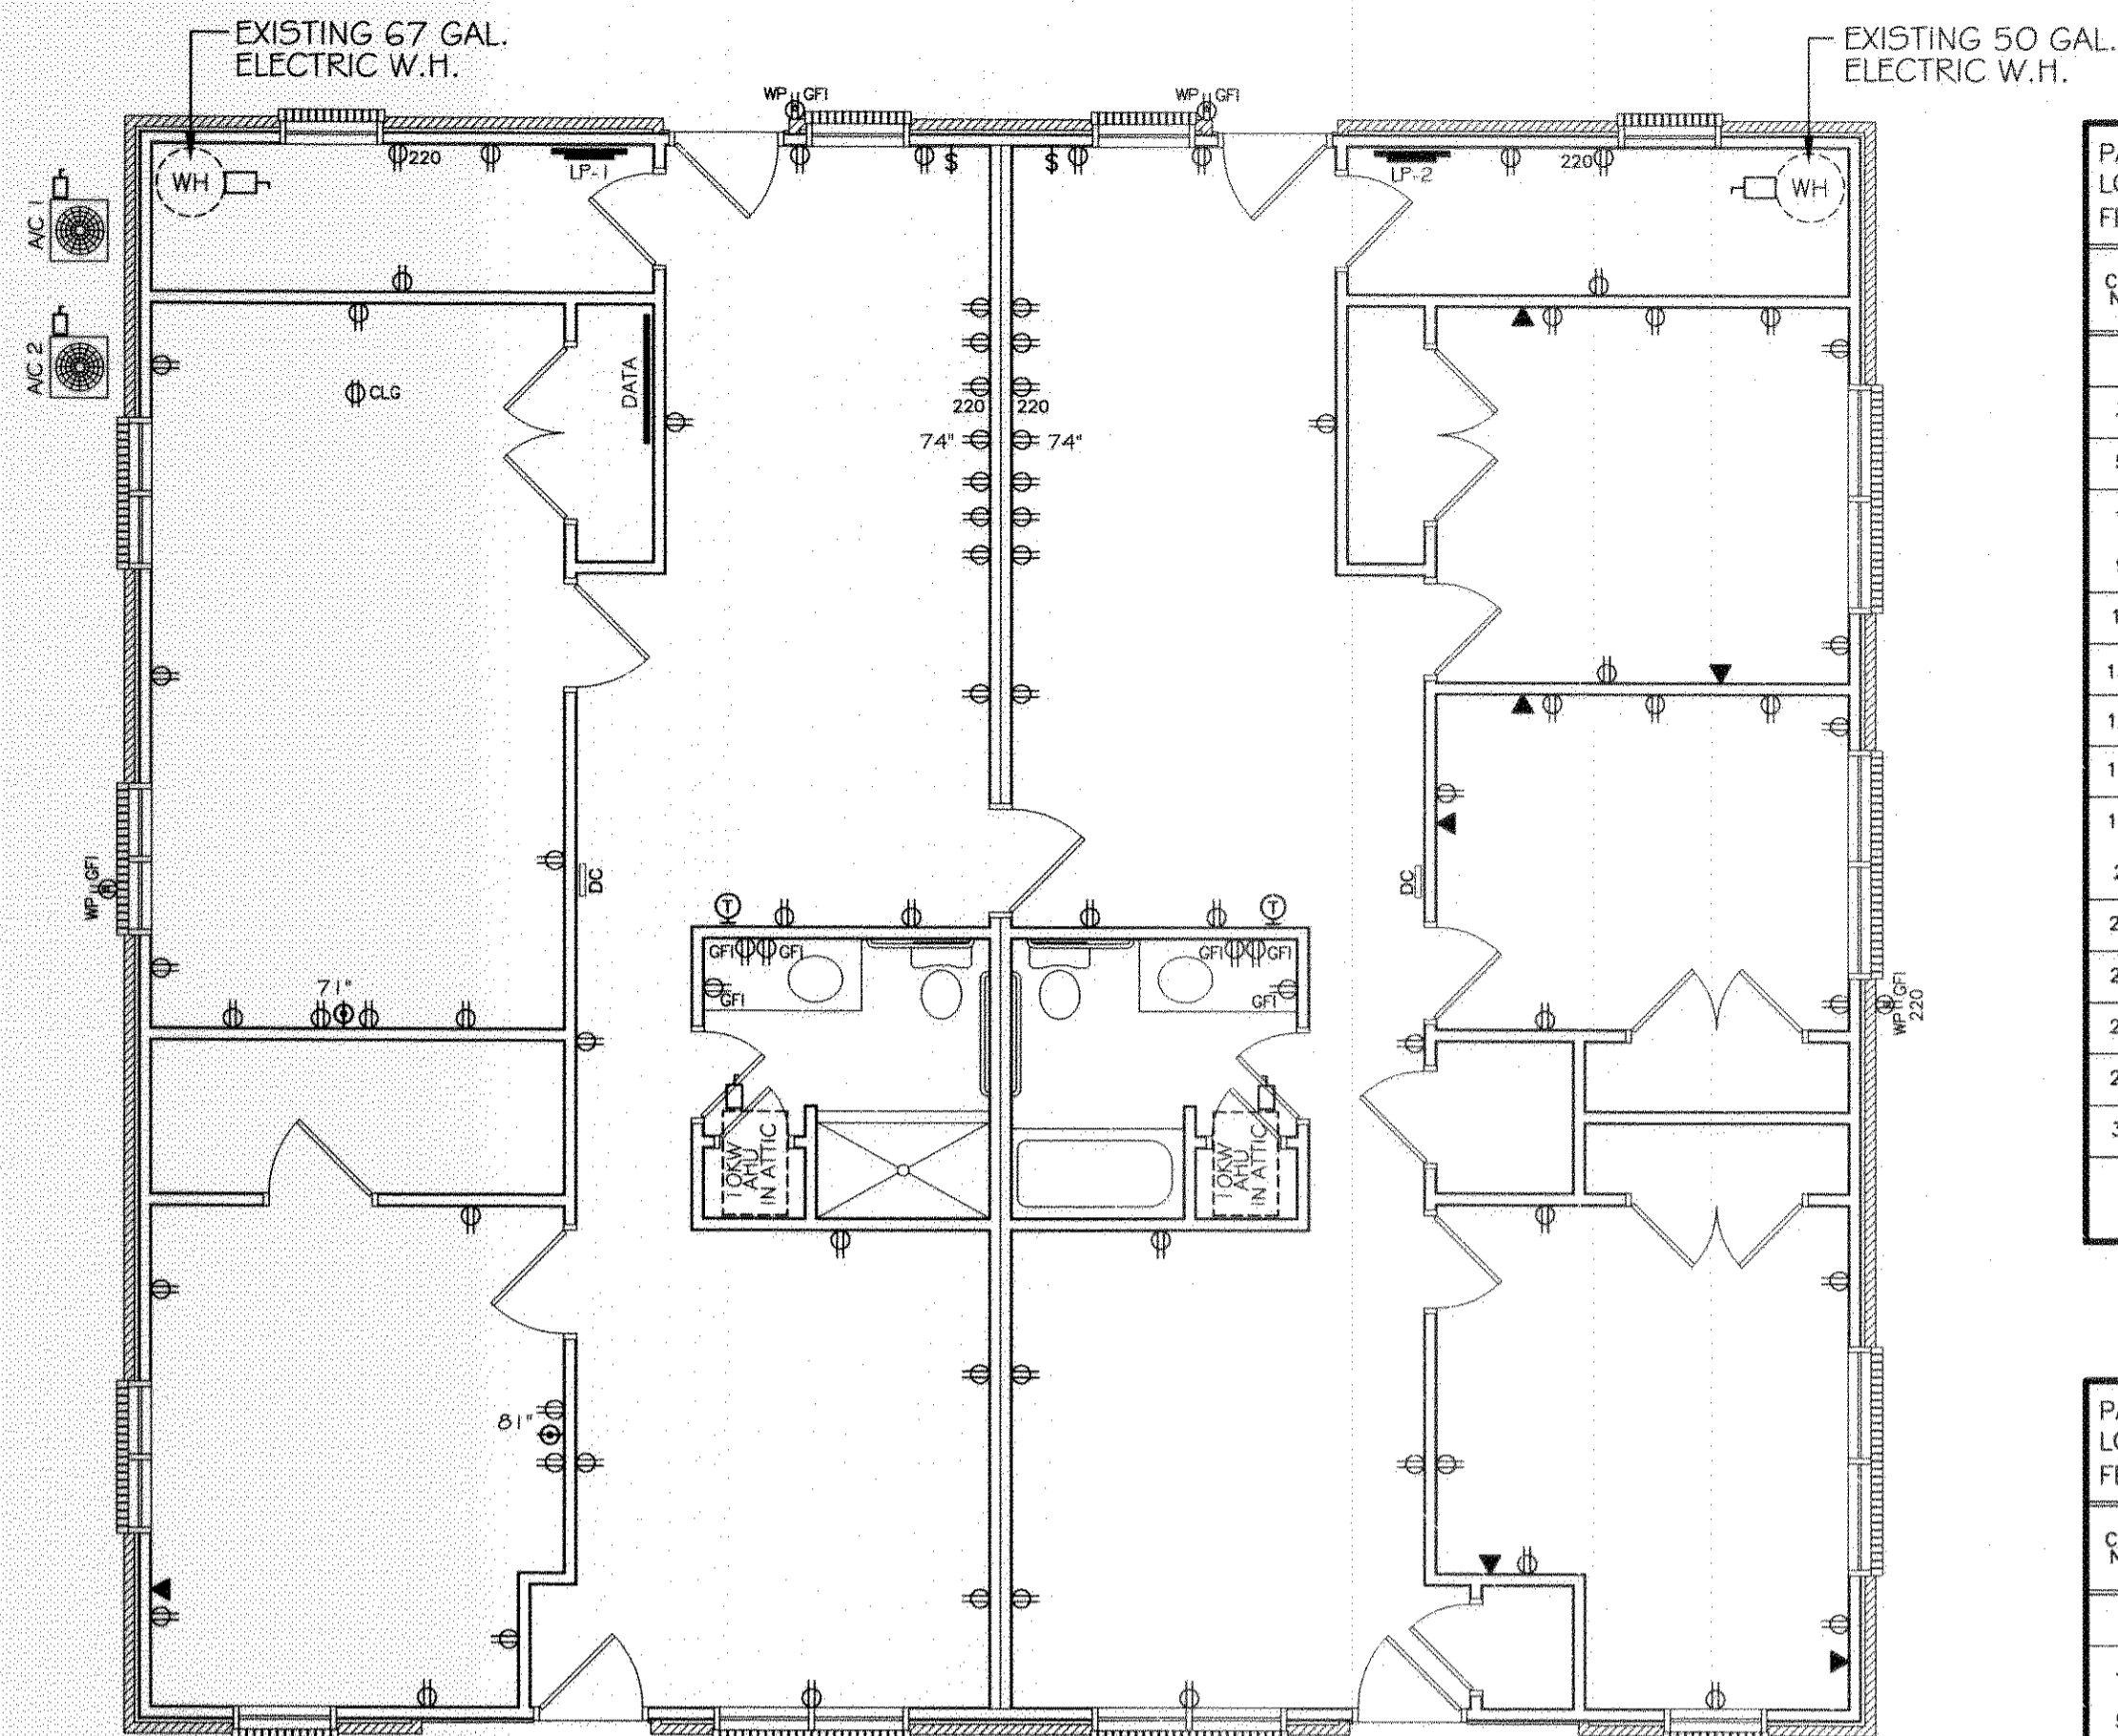 EXISTING 67 GAL.
ELECTRIC W.H.
EXISTING 50 GAL.
ELECTRIC W.H.
WP GFI
WP GFI
WH
220
LP-1
$
$
LP-2
220
WH
A/C 1
A/C 2
CLG
DATA
220
220
74"
74"
WP GFI
DC
DC
T
T
GFI
GFI
GFI
GFI
GFI
GFI
71"
WP GFI
220
10KW
AHU
IN ATTIC
10KW
AHU
IN ATTIC
81"